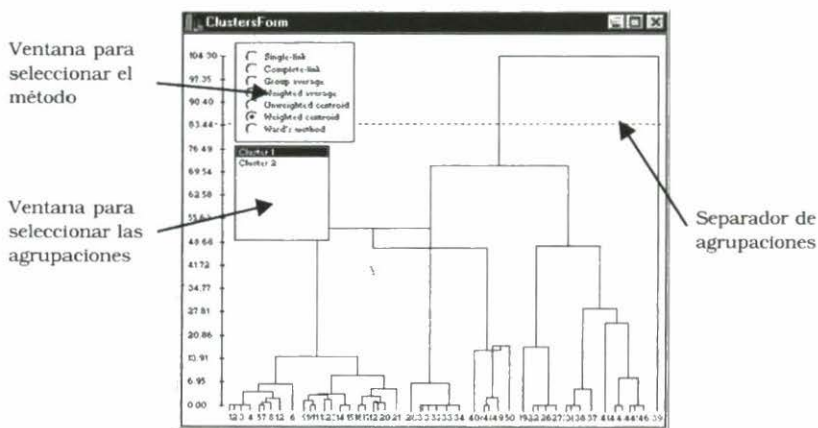 ClustersForm
Ventana para
seleccionar el
método
Single-link
Complete-link
Group average
Weighted average
Unweighted centroid
Weighted centroid
Ward's method
Cluster 1
Cluster 2
Ventana para
seleccionar las
agrupaciones
Separador de
agrupaciones
104.30
97.35
90.40
83.44
76.49
69.54
62.58
48.68
41.72
34.77
27.81
20.86
13.91
6.95
0.00